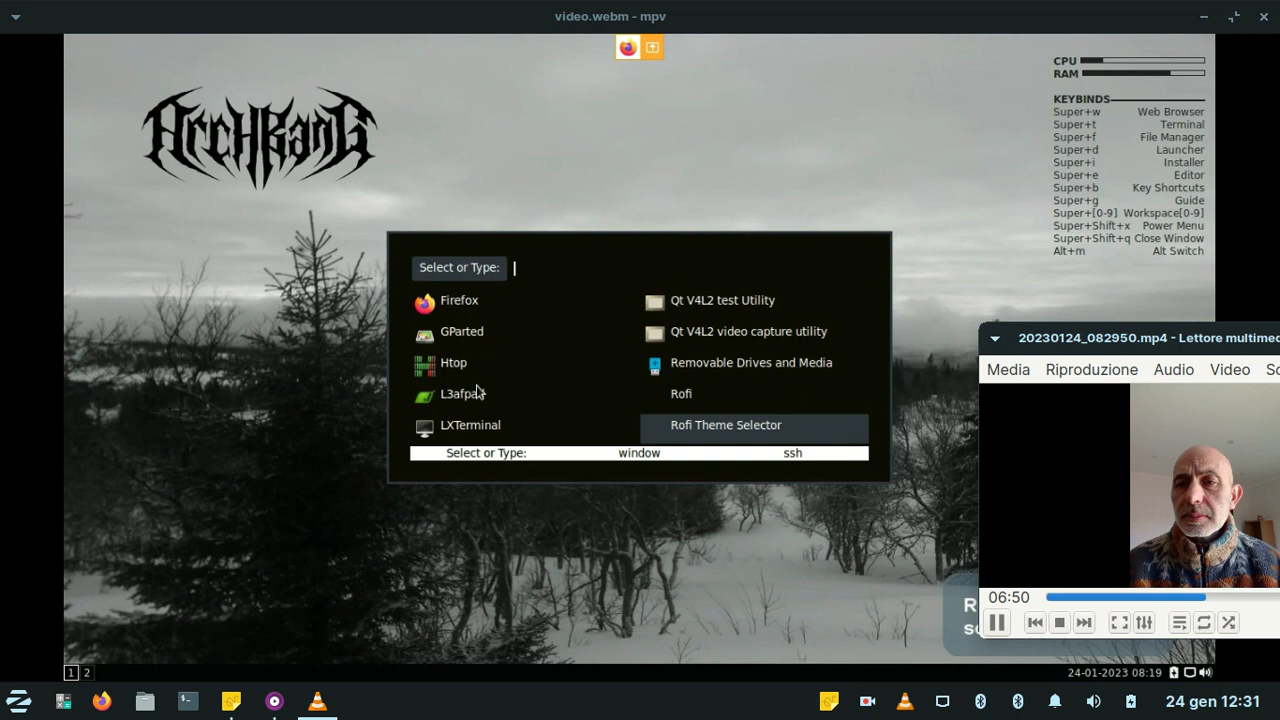 video.webm - mpv
ArchBanG
CPU
RAM
KEYBINDS
Super+w Web Browser
Super+t Terminal
Super+f File Manager
Super+d Launcher
Super+i Installer
Super+e Editor
Super+b Key Shortcuts
Super+g Guide
Super+[0-9] Workspace[0-9]
Super+Shift+x Power Menu
Super+Shift+q Close Window
Alt+m Alt Switch
Select or Type:
Firefox
GParted
Htop
LXTerminal
Qt V4L2 test Utility
Qt V4L2 video capture utility
Removable Drives and Media
Rofi
Rofi Theme Selector
Select or Type: window ssh
20230124_082950.mp4 - Lettore multimed
Media Riproduzione Audio Video
06:50
1 2
24-01-2023 08:19
24 gen 12:31